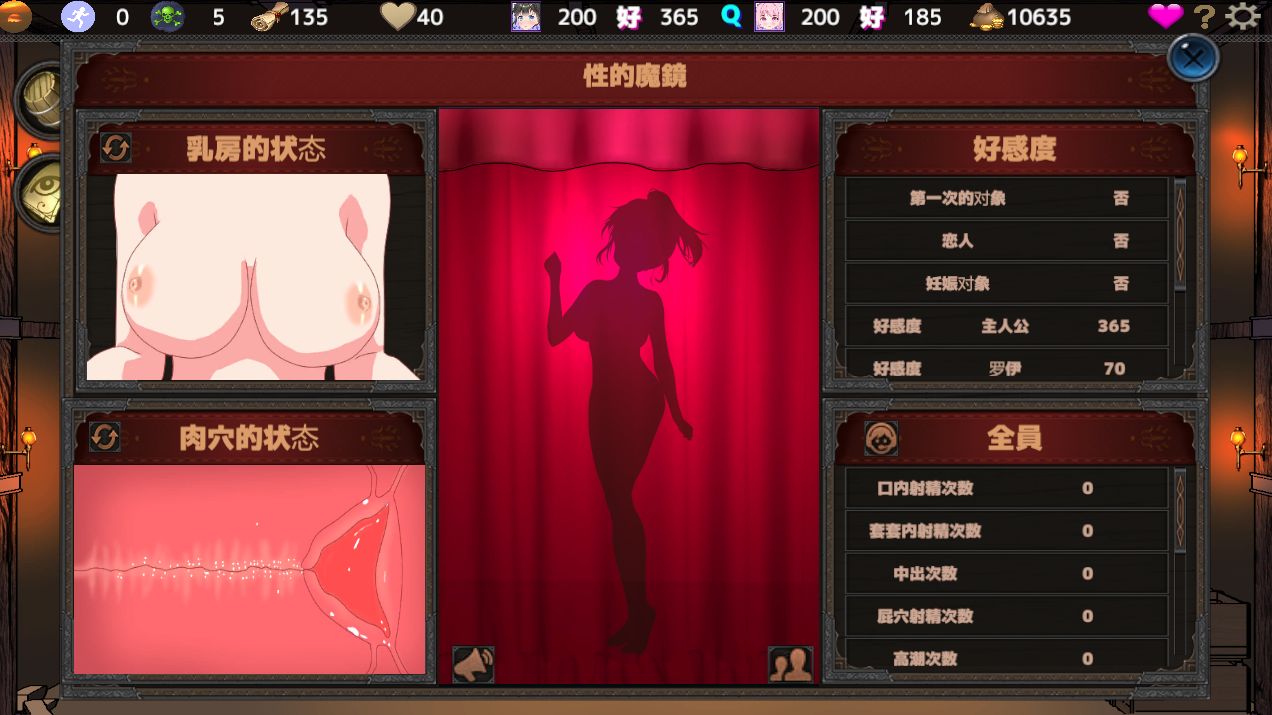 0 5 135 40 200 好 365 Q 200 好 185 10635 ?
性的魔鏡
乳房的状态
肉穴的状态
好感度
第一次的对象 否
恋人 否
妊娠对象 否
好感度 主人公 365
好感度 罗伊 70
全員
口内射精次数 0
套套内射精次数 0
中出次数 0
屁穴射精次数 0
高潮次数 0